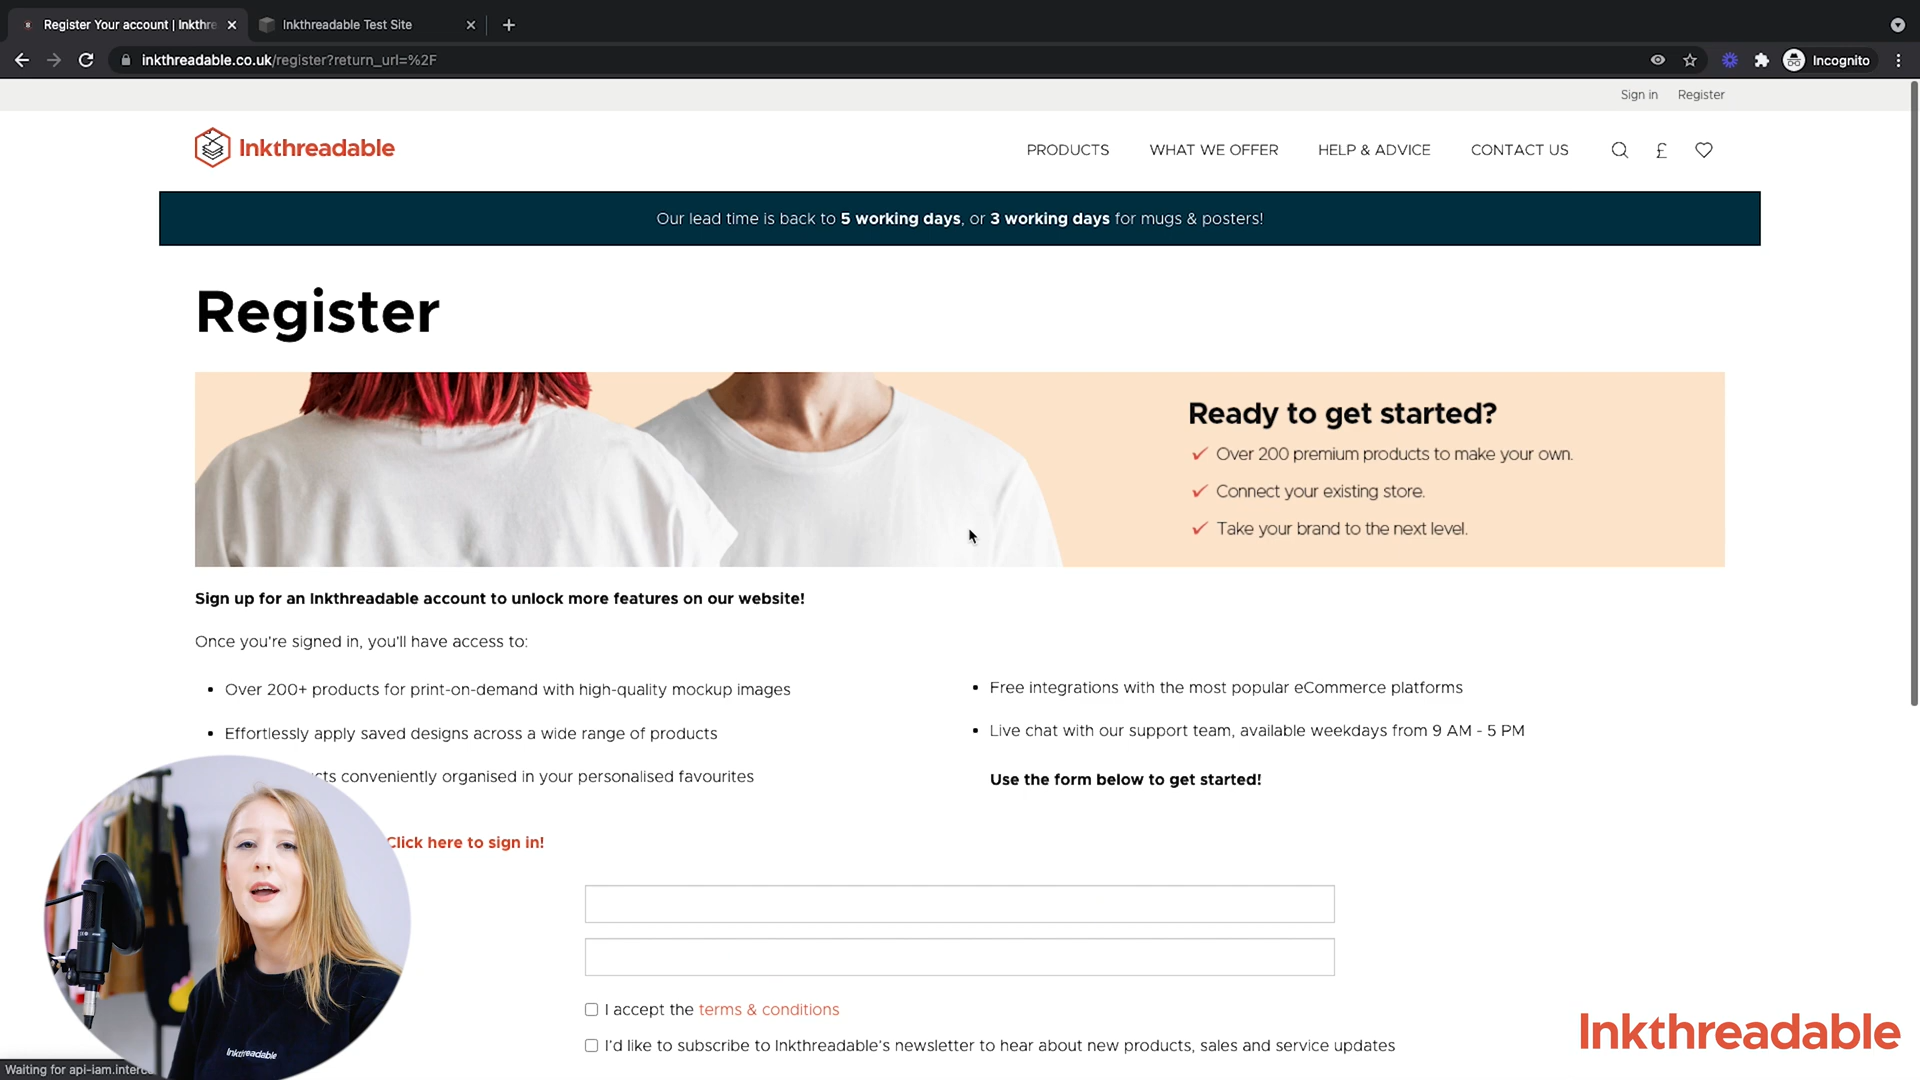 Register Your account | Inkthre
Inkthreadable Test Site
inkthreadable.co.uk/register?return_url=%2F
Incognito
Sign in
Register
Inkthreadable
PRODUCTS
WHAT WE OFFER
HELP & ADVICE
CONTACT US
£
Our lead time is back to 5 working days, or 3 working days for mugs & posters!
Register
Ready to get started?
Over 200 premium products to make your own.
Connect your existing store.
Take your brand to the next level.
Sign up for an Inkthreadable account to unlock more features on our website!
Once you're signed in, you'll have access to:
Over 200+ products for print-on-demand with high-quality mockup images
Effortlessly apply saved designs across a wide range of products
conveniently organised in your personalised favourites
Free integrations with the most popular eCommerce platforms
Live chat with our support team, available weekdays from 9 AM - 5 PM
Use the form below to get started!
Click here to sign in!
I accept the terms & conditions
I'd like to subscribe to Inkthreadable's newsletter to hear about new products, sales and service updates
Inkthreadable
Inkthreadable
Waiting for api-iam.interc